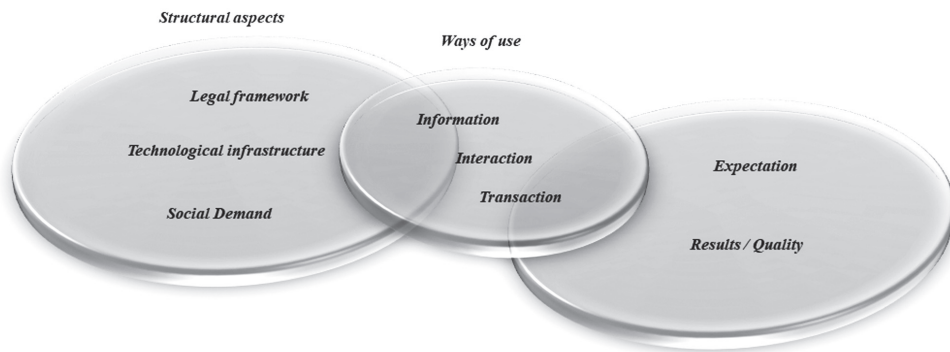 Structural aspects
Ways of use
Legal framework
Technological infrastructure
Social Demand
Information
Interaction
Transaction
Expectation
Results / Quality